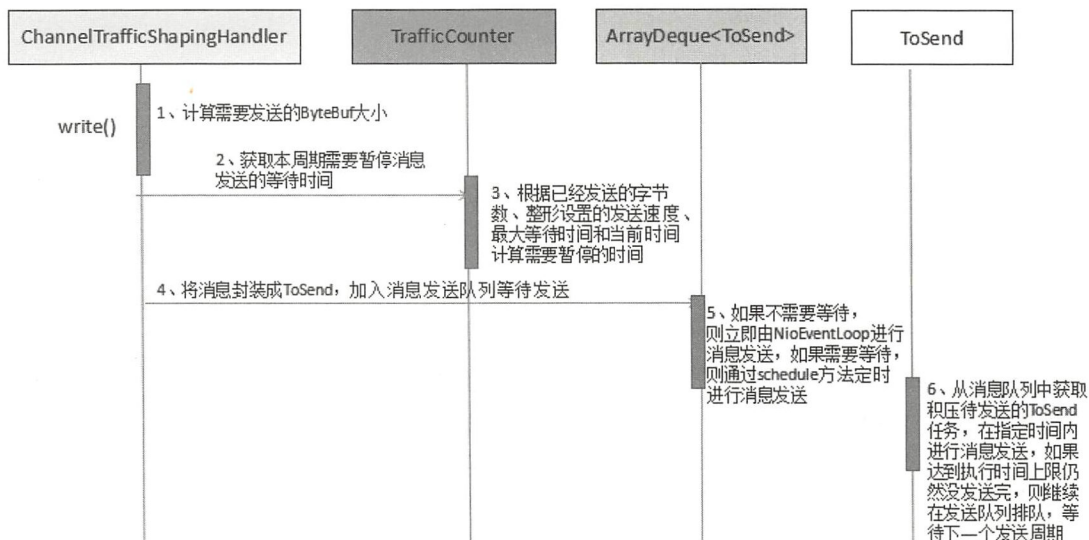 ChannelTrafficShapingHandler
TrafficCounter
ArrayDeque<ToSend>
ToSend
write()
1、计算需要发送的ByteBuf大小
2、获取本周期需要暂停消息
发送的等待时间
3、根据已经发送的字节
数、整形设置的发送速度、
最大等待时间和当前时间
计算需要暂停的时间
4、将消息封装成ToSend，加入消息发送队列等待发送
5、如果不需要等待，
则立即由NioEventLoop进行
消息发送，如果需要等待，
则通过schedule方法定时
进行消息发送
6、从消息队列中获取
积压待发送的ToSend
任务，在指定时间内
进行消息发送，如果
达到执行时间上限仍
然没发送完，则继续
在发送队列排队，等
待下一个发送周期